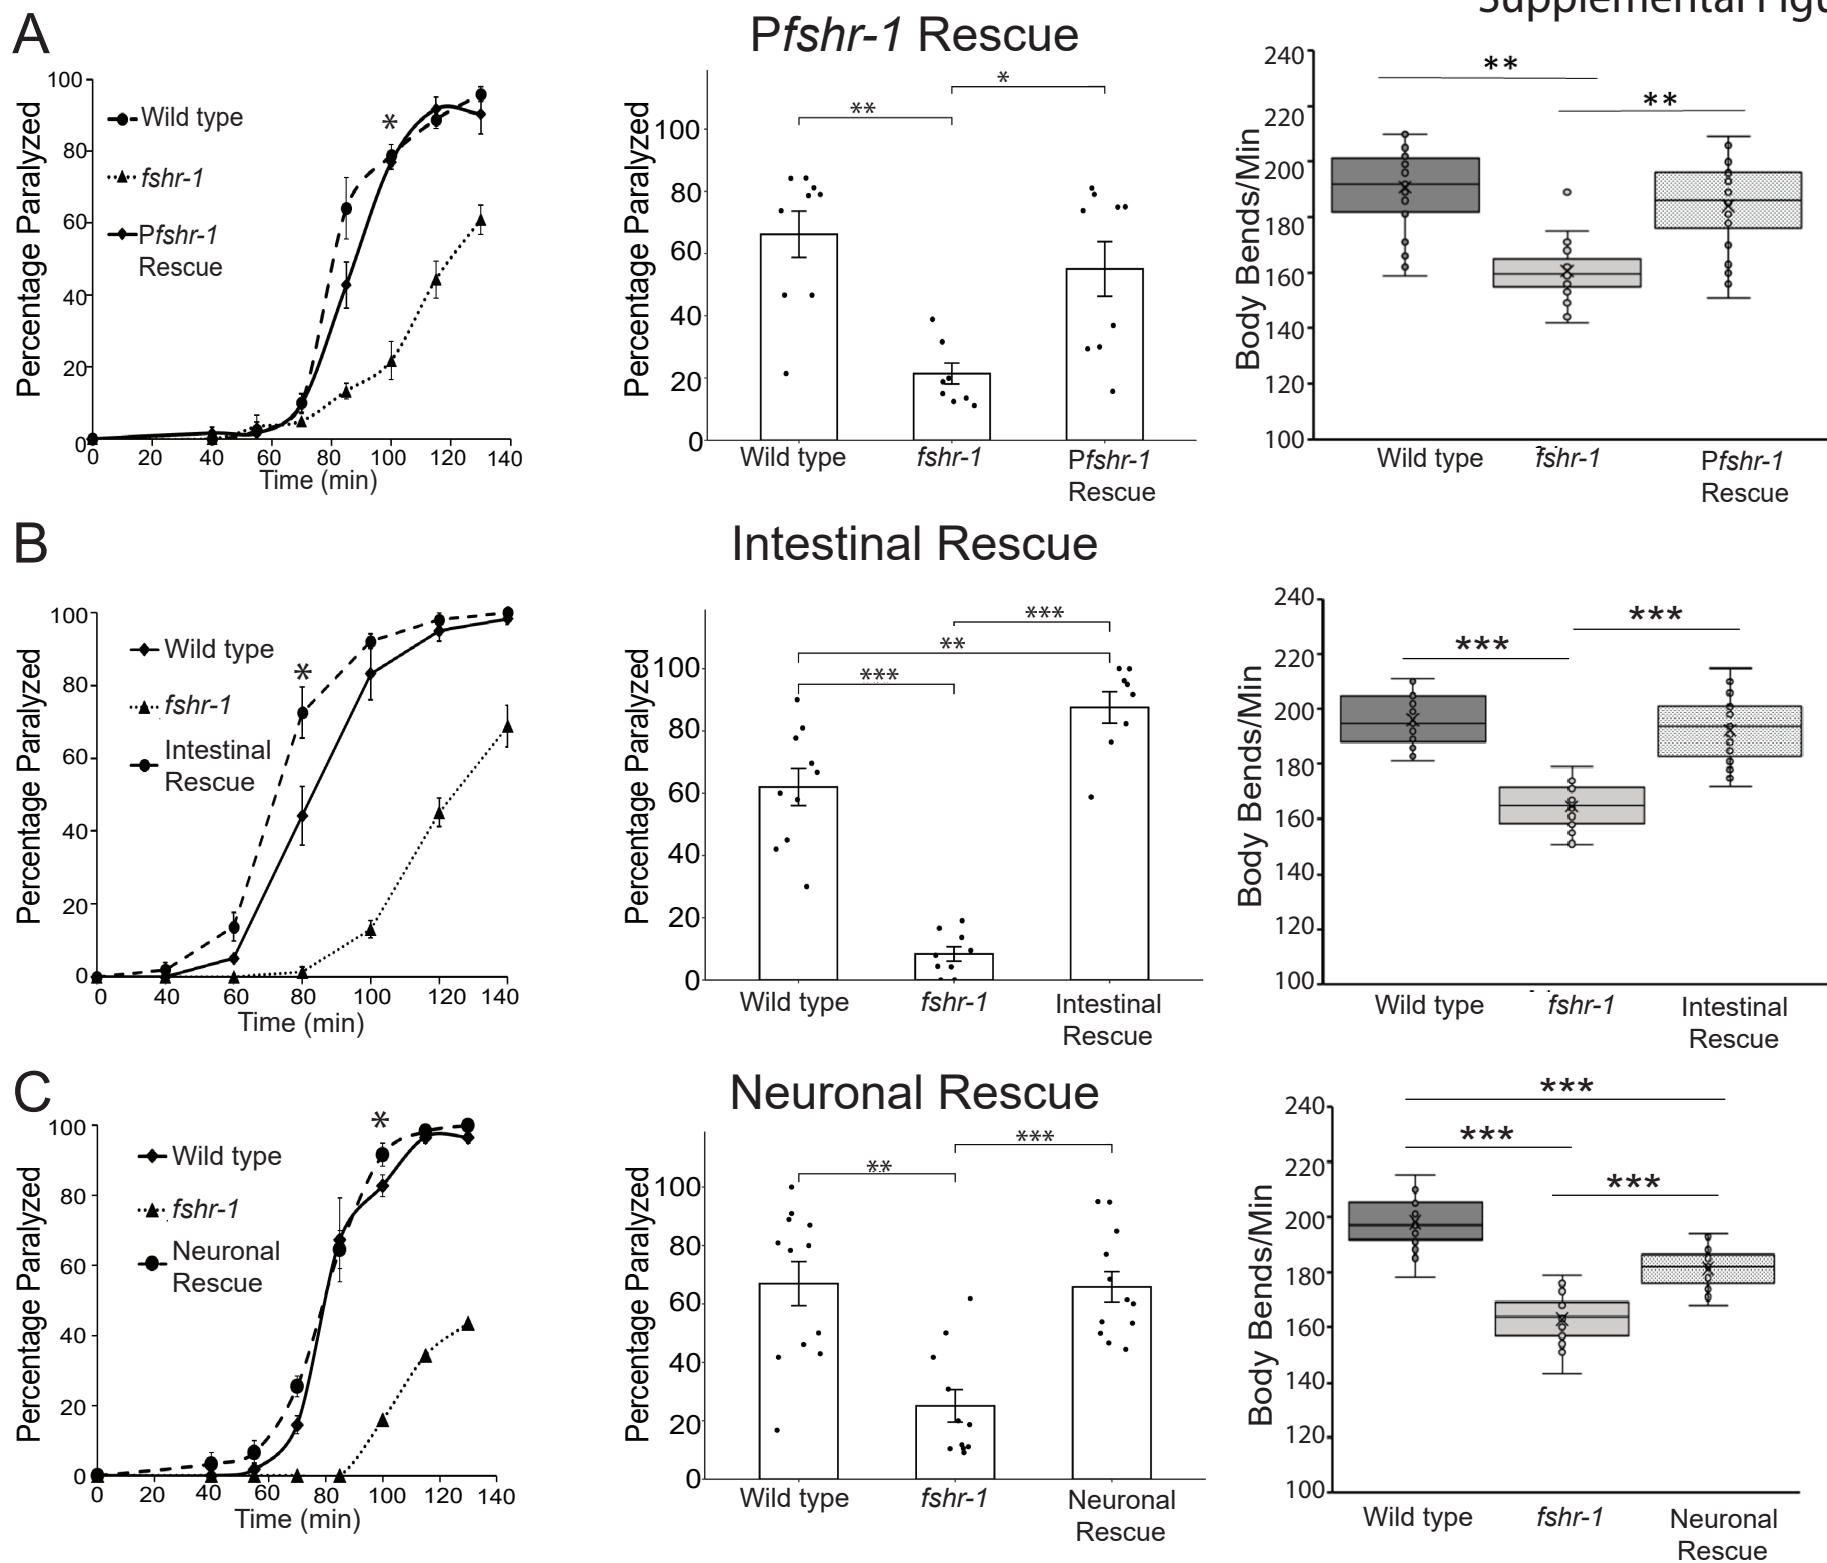 Supplemental Figu
A
Pfshr-1 Rescue
Percentage Paralyzed
100
80
60
40
20
0
Wild type
fshr-1
Pfshr-1
Rescue
*
0 20 40 60 80 100 120 140
Time (min)
Percentage Paralyzed
100
80
60
40
20
0
**
*
Wild type
fshr-1
Pfshr-1
Rescue
Body Bends/Min
240
220
200
180
160
140
120
100
**
**
Wild type
fshr-1
Pfshr-1
Rescue
B
Intestinal Rescue
Percentage Paralyzed
100
80
60
40
20
0
Wild type
fshr-1
Intestinal
Rescue
*
0 40 60 80 100 120 140
Time (min)
Percentage Paralyzed
100
80
60
40
20
0
***
**
***
Wild type
fshr-1
Intestinal
Rescue
Body Bends/Min
240
220
200
180
160
140
120
100
***
***
Wild type
fshr-1
Intestinal
Rescue
C
Neuronal Rescue
Percentage Paralyzed
100
80
60
40
20
0
Wild type
fshr-1
Neuronal
Rescue
*
0 20 40 60 80 100 120 140
Time (min)
Percentage Paralyzed
100
80
60
40
20
0
**
***
Wild type
fshr-1
Neuronal
Rescue
Body Bends/Min
240
220
200
180
160
140
120
100
***
***
***
Wild type
fshr-1
Neuronal
Rescue